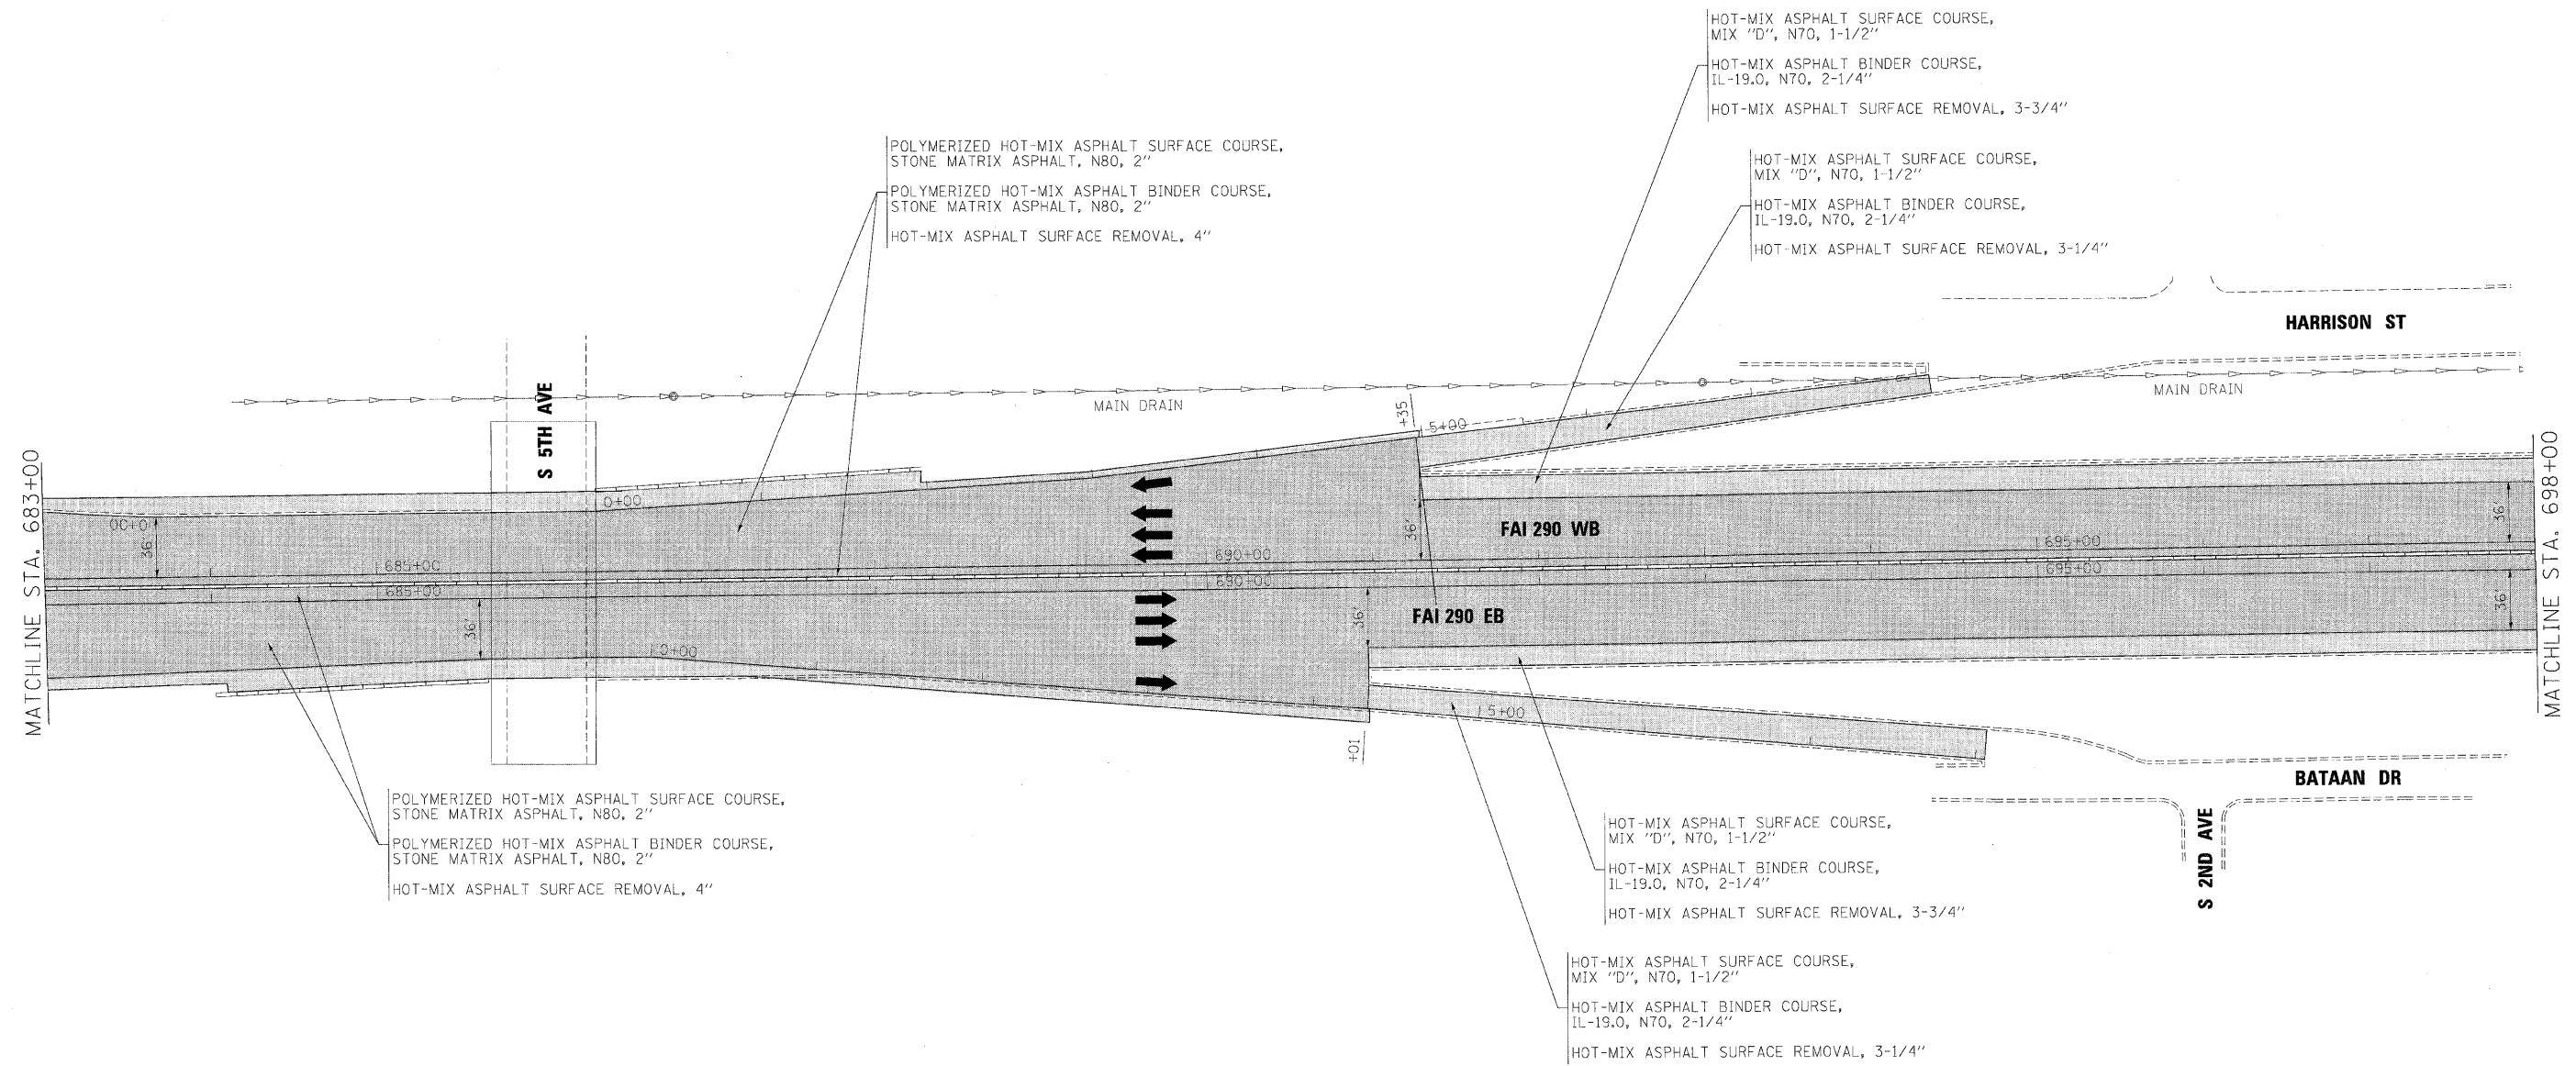 HOT-MIX ASPHALT SURFACE COURSE,
MIX "D", N70, 1-1/2"
HOT-MIX ASPHALT BINDER COURSE,
IL-19.0, N70, 2-1/4"
HOT-MIX ASPHALT SURFACE REMOVAL, 3-3/4"
POLYMERIZED HOT-MIX ASPHALT SURFACE COURSE,
STONE MATRIX ASPHALT, N80, 2"
POLYMERIZED HOT-MIX ASPHALT BINDER COURSE,
STONE MATRIX ASPHALT, N80, 2"
HOT-MIX ASPHALT SURFACE REMOVAL, 4"
HOT-MIX ASPHALT SURFACE COURSE,
MIX "D", N70, 1-1/2"
HOT-MIX ASPHALT BINDER COURSE,
IL-19.0, N70, 2-1/4"
HOT-MIX ASPHALT SURFACE REMOVAL, 3-1/4"
HARRISON ST
MAIN DRAIN
MAIN DRAIN
S 5TH AVE
+35
5+00
MATCHLINE STA. 683+00
0+00
0+00
36'
36'
36'
FAI 290 WB
685+00
690+00
695+00
685+00
690+00
695+00
36'
36'
36'
FAI 290 EB
0+00
5+00
+01
MATCHLINE STA. 698+00
BATAAN DR
S 2ND AVE
POLYMERIZED HOT-MIX ASPHALT SURFACE COURSE,
STONE MATRIX ASPHALT, N80, 2"
POLYMERIZED HOT-MIX ASPHALT BINDER COURSE,
STONE MATRIX ASPHALT, N80, 2"
HOT-MIX ASPHALT SURFACE REMOVAL, 4"
HOT-MIX ASPHALT SURFACE COURSE,
MIX "D", N70, 1-1/2"
HOT-MIX ASPHALT BINDER COURSE,
IL-19.0, N70, 2-1/4"
HOT-MIX ASPHALT SURFACE REMOVAL, 3-3/4"
HOT-MIX ASPHALT SURFACE COURSE,
MIX "D", N70, 1-1/2"
HOT-MIX ASPHALT BINDER COURSE,
IL-19.0, N70, 2-1/4"
HOT-MIX ASPHALT SURFACE REMOVAL, 3-1/4"